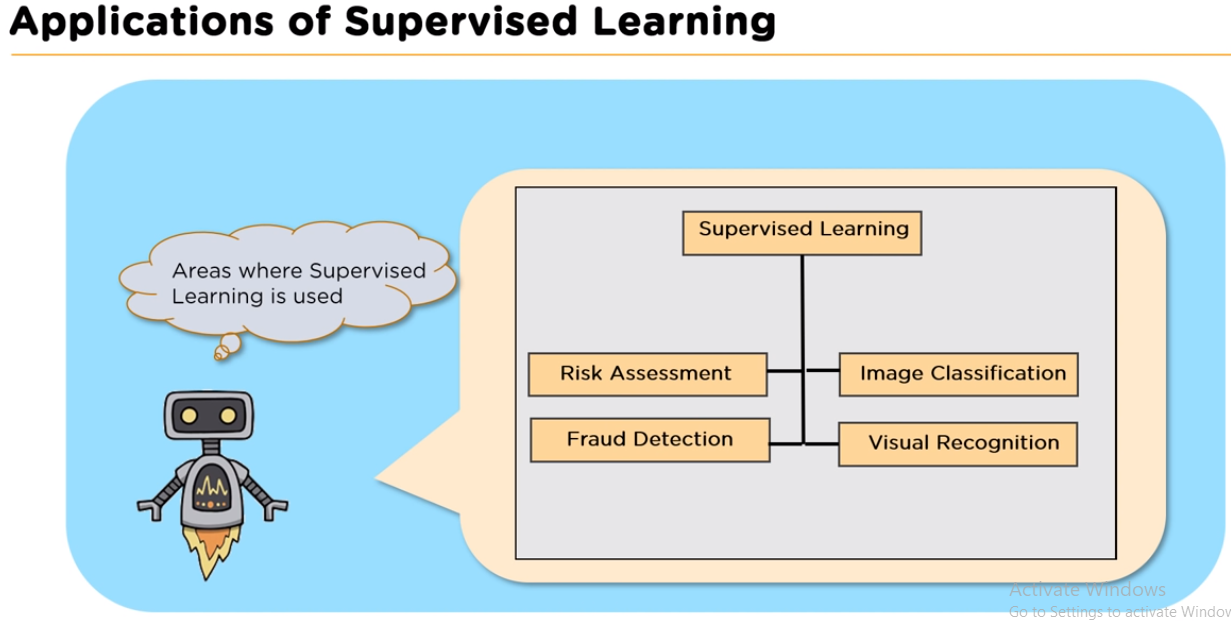 Applications of Supervised Learning
Areas where Supervised
Learning is used
Supervised Learning
Risk Assessment
Image Classification
Fraud Detection
Visual Recognition
Activate Windows
Go to Settings to activate